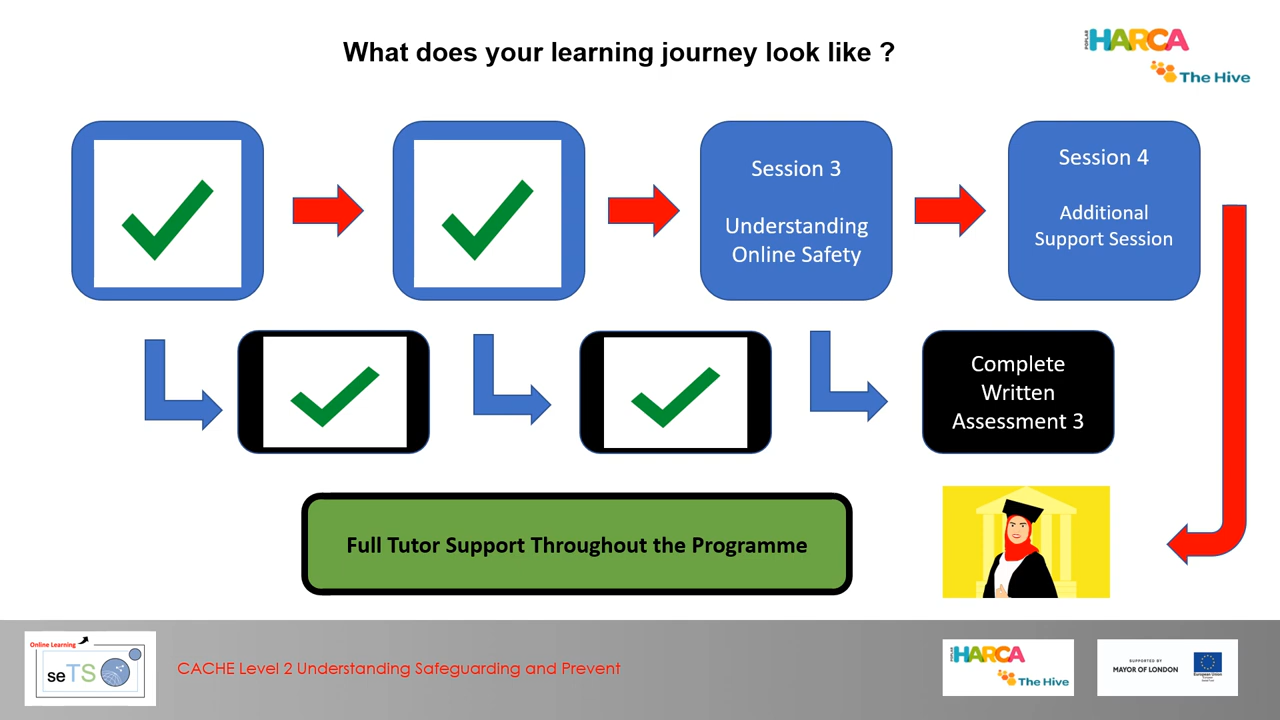 What does your learning journey look like ?
POPLAR
HARCA
The Hive
Session 3
Understanding
Online Safety
Session 4
Additional
Support Session
Complete
Written
Assessment 3
Full Tutor Support Throughout the Programme
Online Learning
seTS
CACHE Level 2 Understanding Safeguarding and Prevent
POPLAR
HARCA
The Hive
SUPPORTED BY
MAYOR OF LONDON
European Union